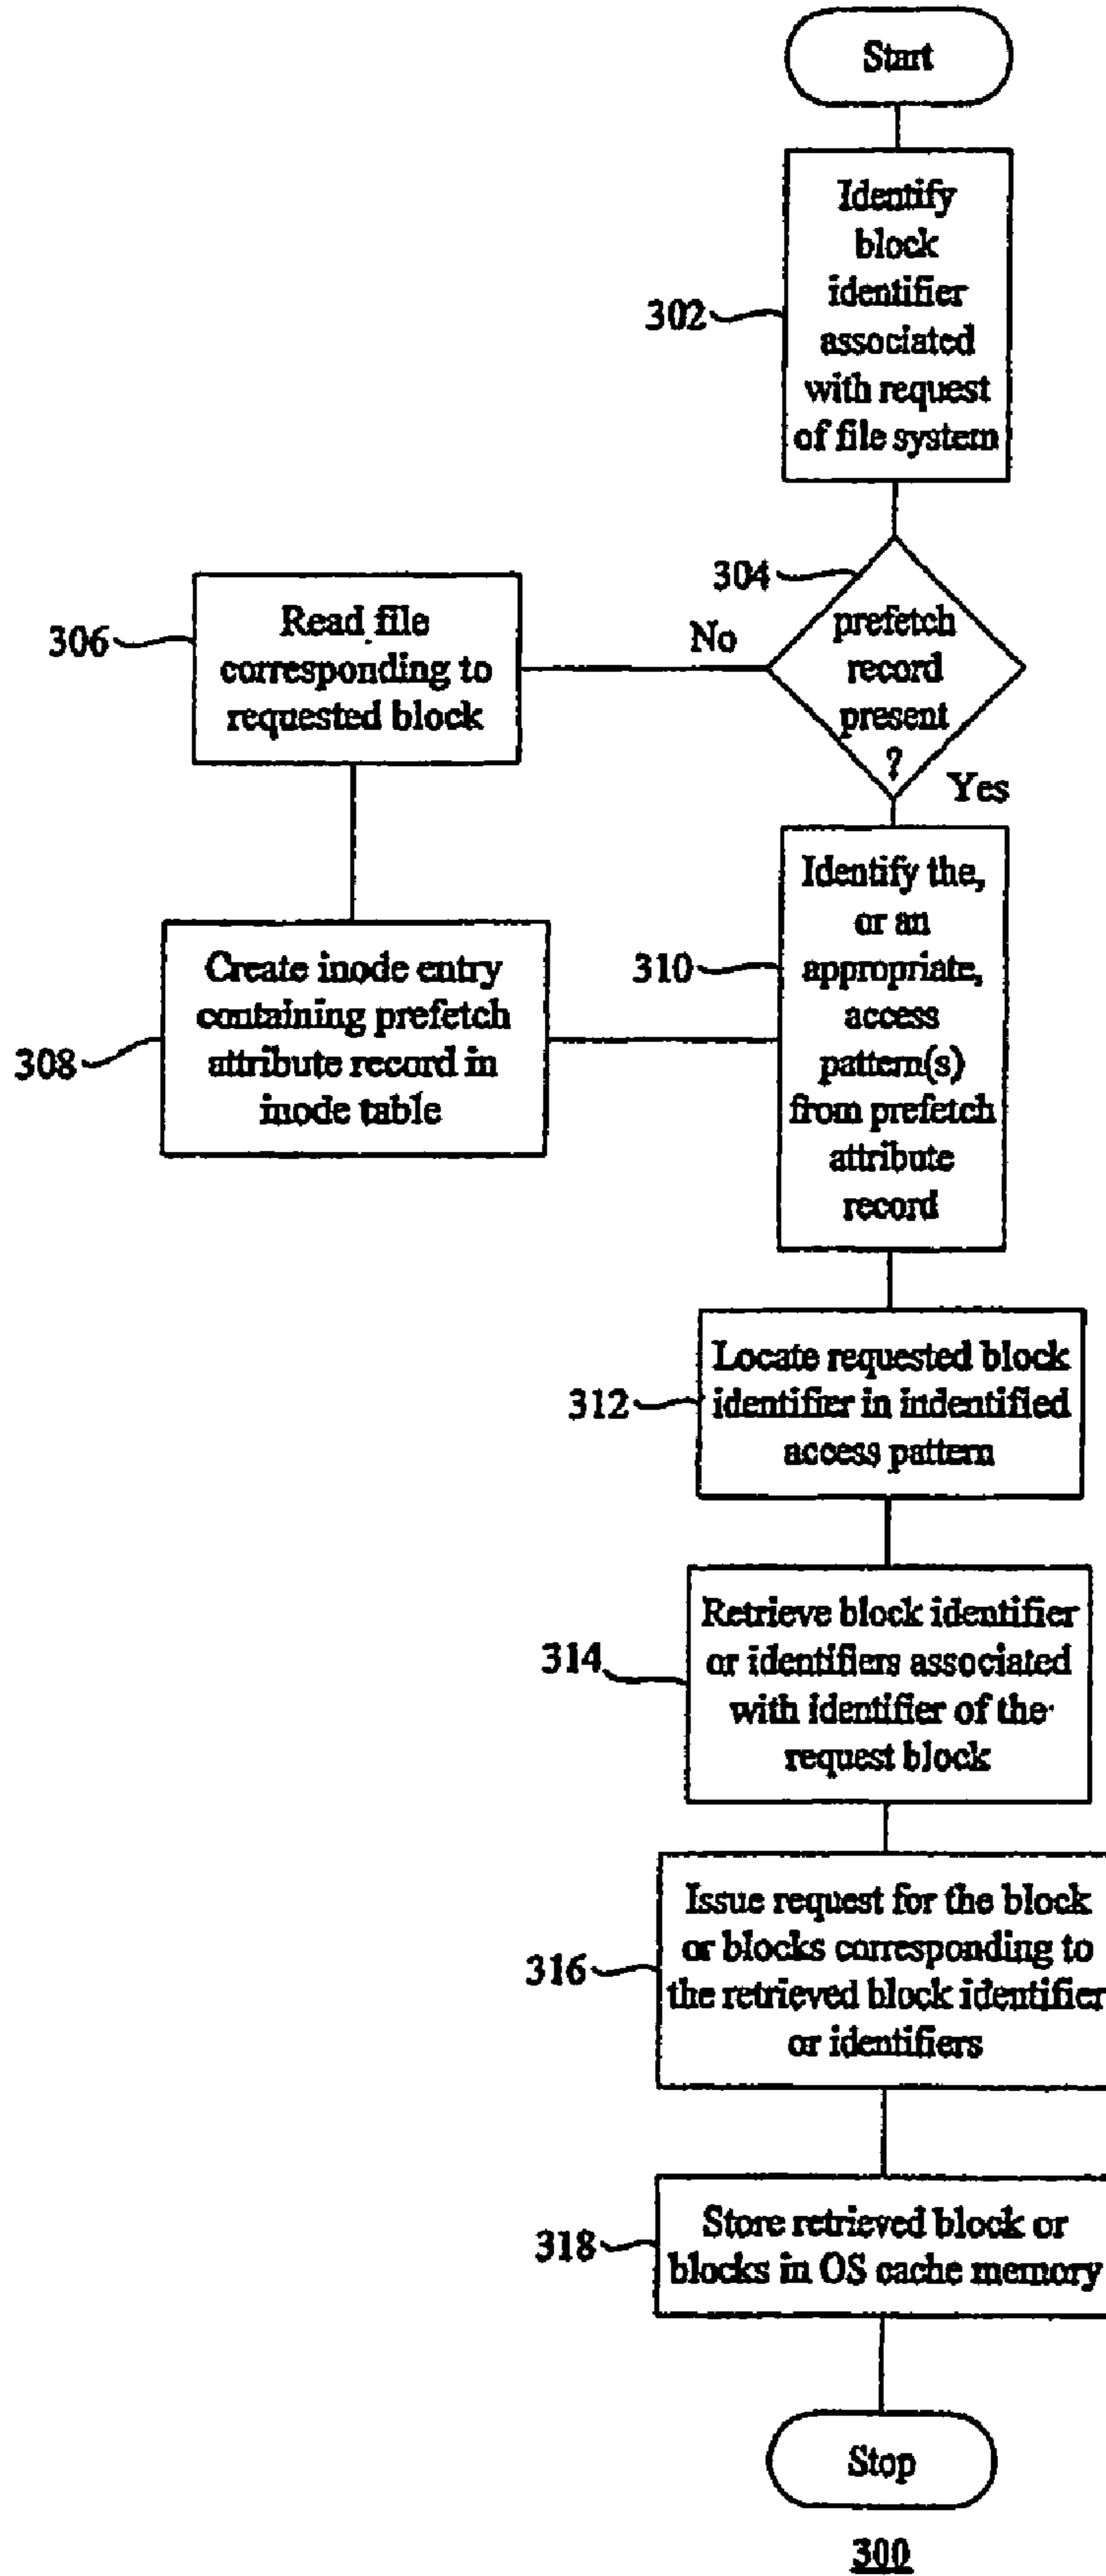 Start
Identify
block
identifier
associated
with request
of file system
302
304
prefetch
record
present
?
No
Yes
306
Read file
corresponding to
requested block
308
Create inode entry
containing prefetch
attribute record in
inode table
310
Identify the,
or an
appropriate,
access
pattern(s)
from prefetch
attribute
record
312
Locate requested block
identifier in indentified
access pattern
314
Retrieve block identifier
or identifiers associated
with identifier of the
request block
316
Issue request for the block
or blocks corresponding to
the retrieved block identifier
or identifiers
318
Store retrieved block or
blocks in OS cache memory
Stop
300